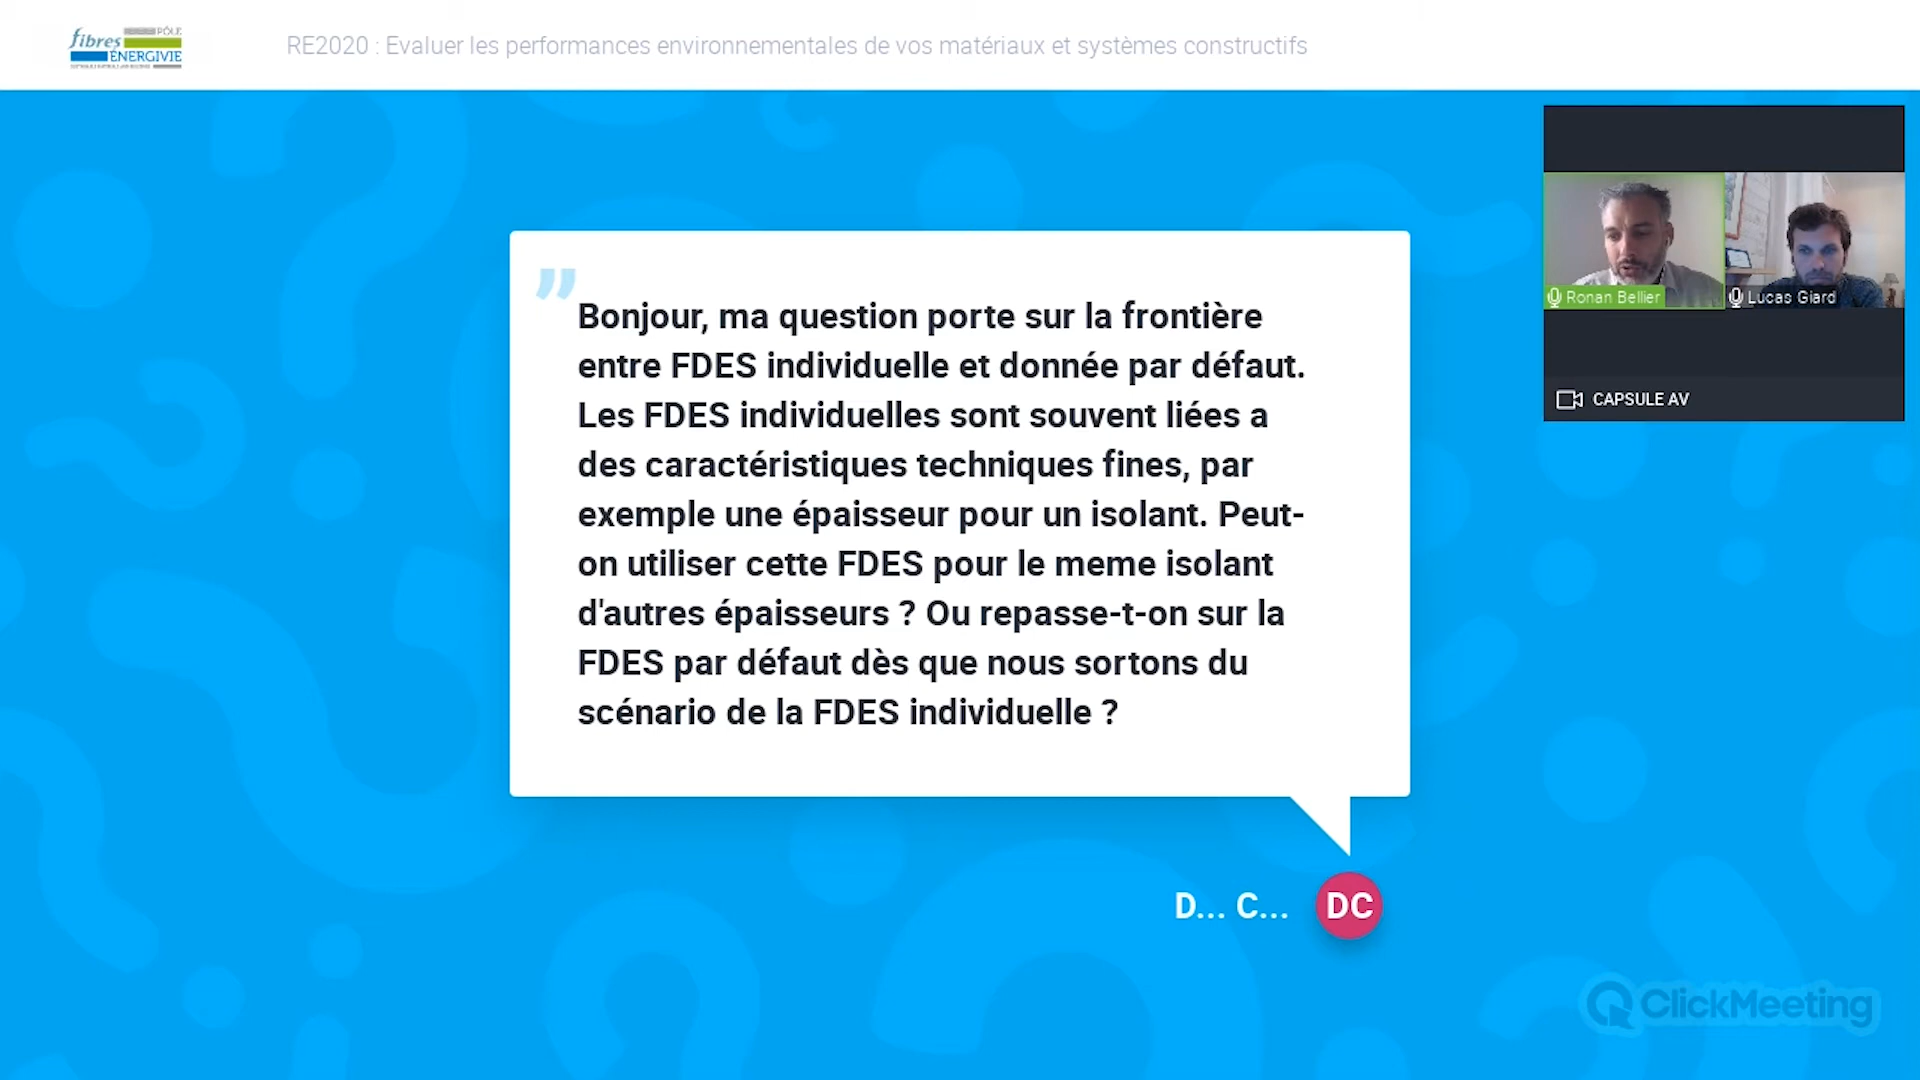 fibres
PÔLE
ÉNERGIVIE
RE2020 : Evaluer les performances environnementales de vos matériaux et systèmes constructifs
Ronan Bellier
Lucas Giard
CAPSULE AV
Bonjour, ma question porte sur la frontière
entre FDES individuelle et donnée par défaut.
Les FDES individuelles sont souvent liées a
des caractéristiques techniques fines, par
exemple une épaisseur pour un isolant. Peut-
on utiliser cette FDES pour le meme isolant
d'autres épaisseurs ? Ou repasse-t-on sur la
FDES par défaut dès que nous sortons du
scénario de la FDES individuelle ?
D... C...
DC
ClickMeeting